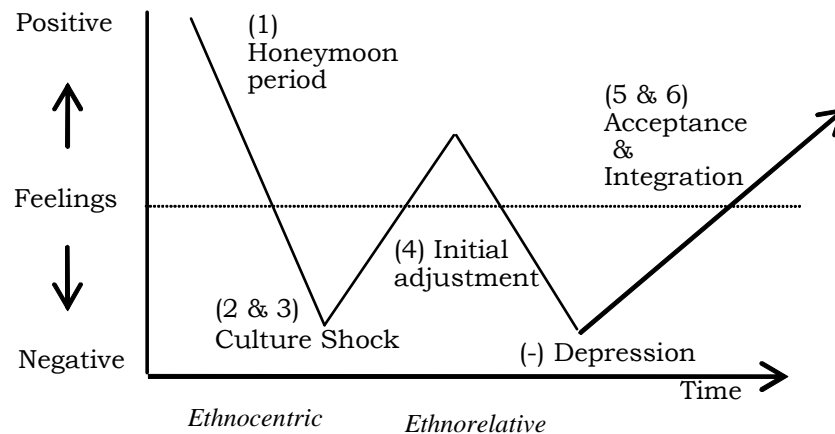 Positive
(1)
Honeymoon
period
(5 & 6)
Acceptance
&
Integration
Feelings
(4) Initial
adjustment
(2 & 3)
Culture Shock
Negative
(-) Depression
Time
Ethnocentric
Ethnorelative